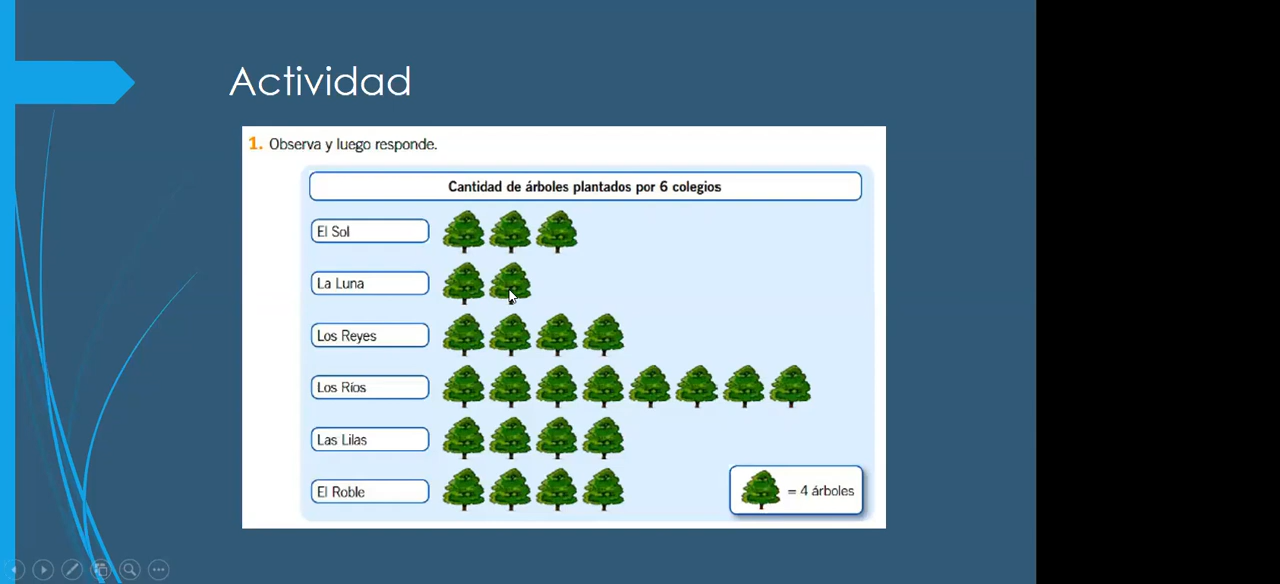 Actividad
1. Observa y luego responde.
Cantidad de árboles plantados por 6 colegios
El Sol
La Luna
Los Reyes
Los Ríos
Las Lilas
El Roble
= 4 árboles